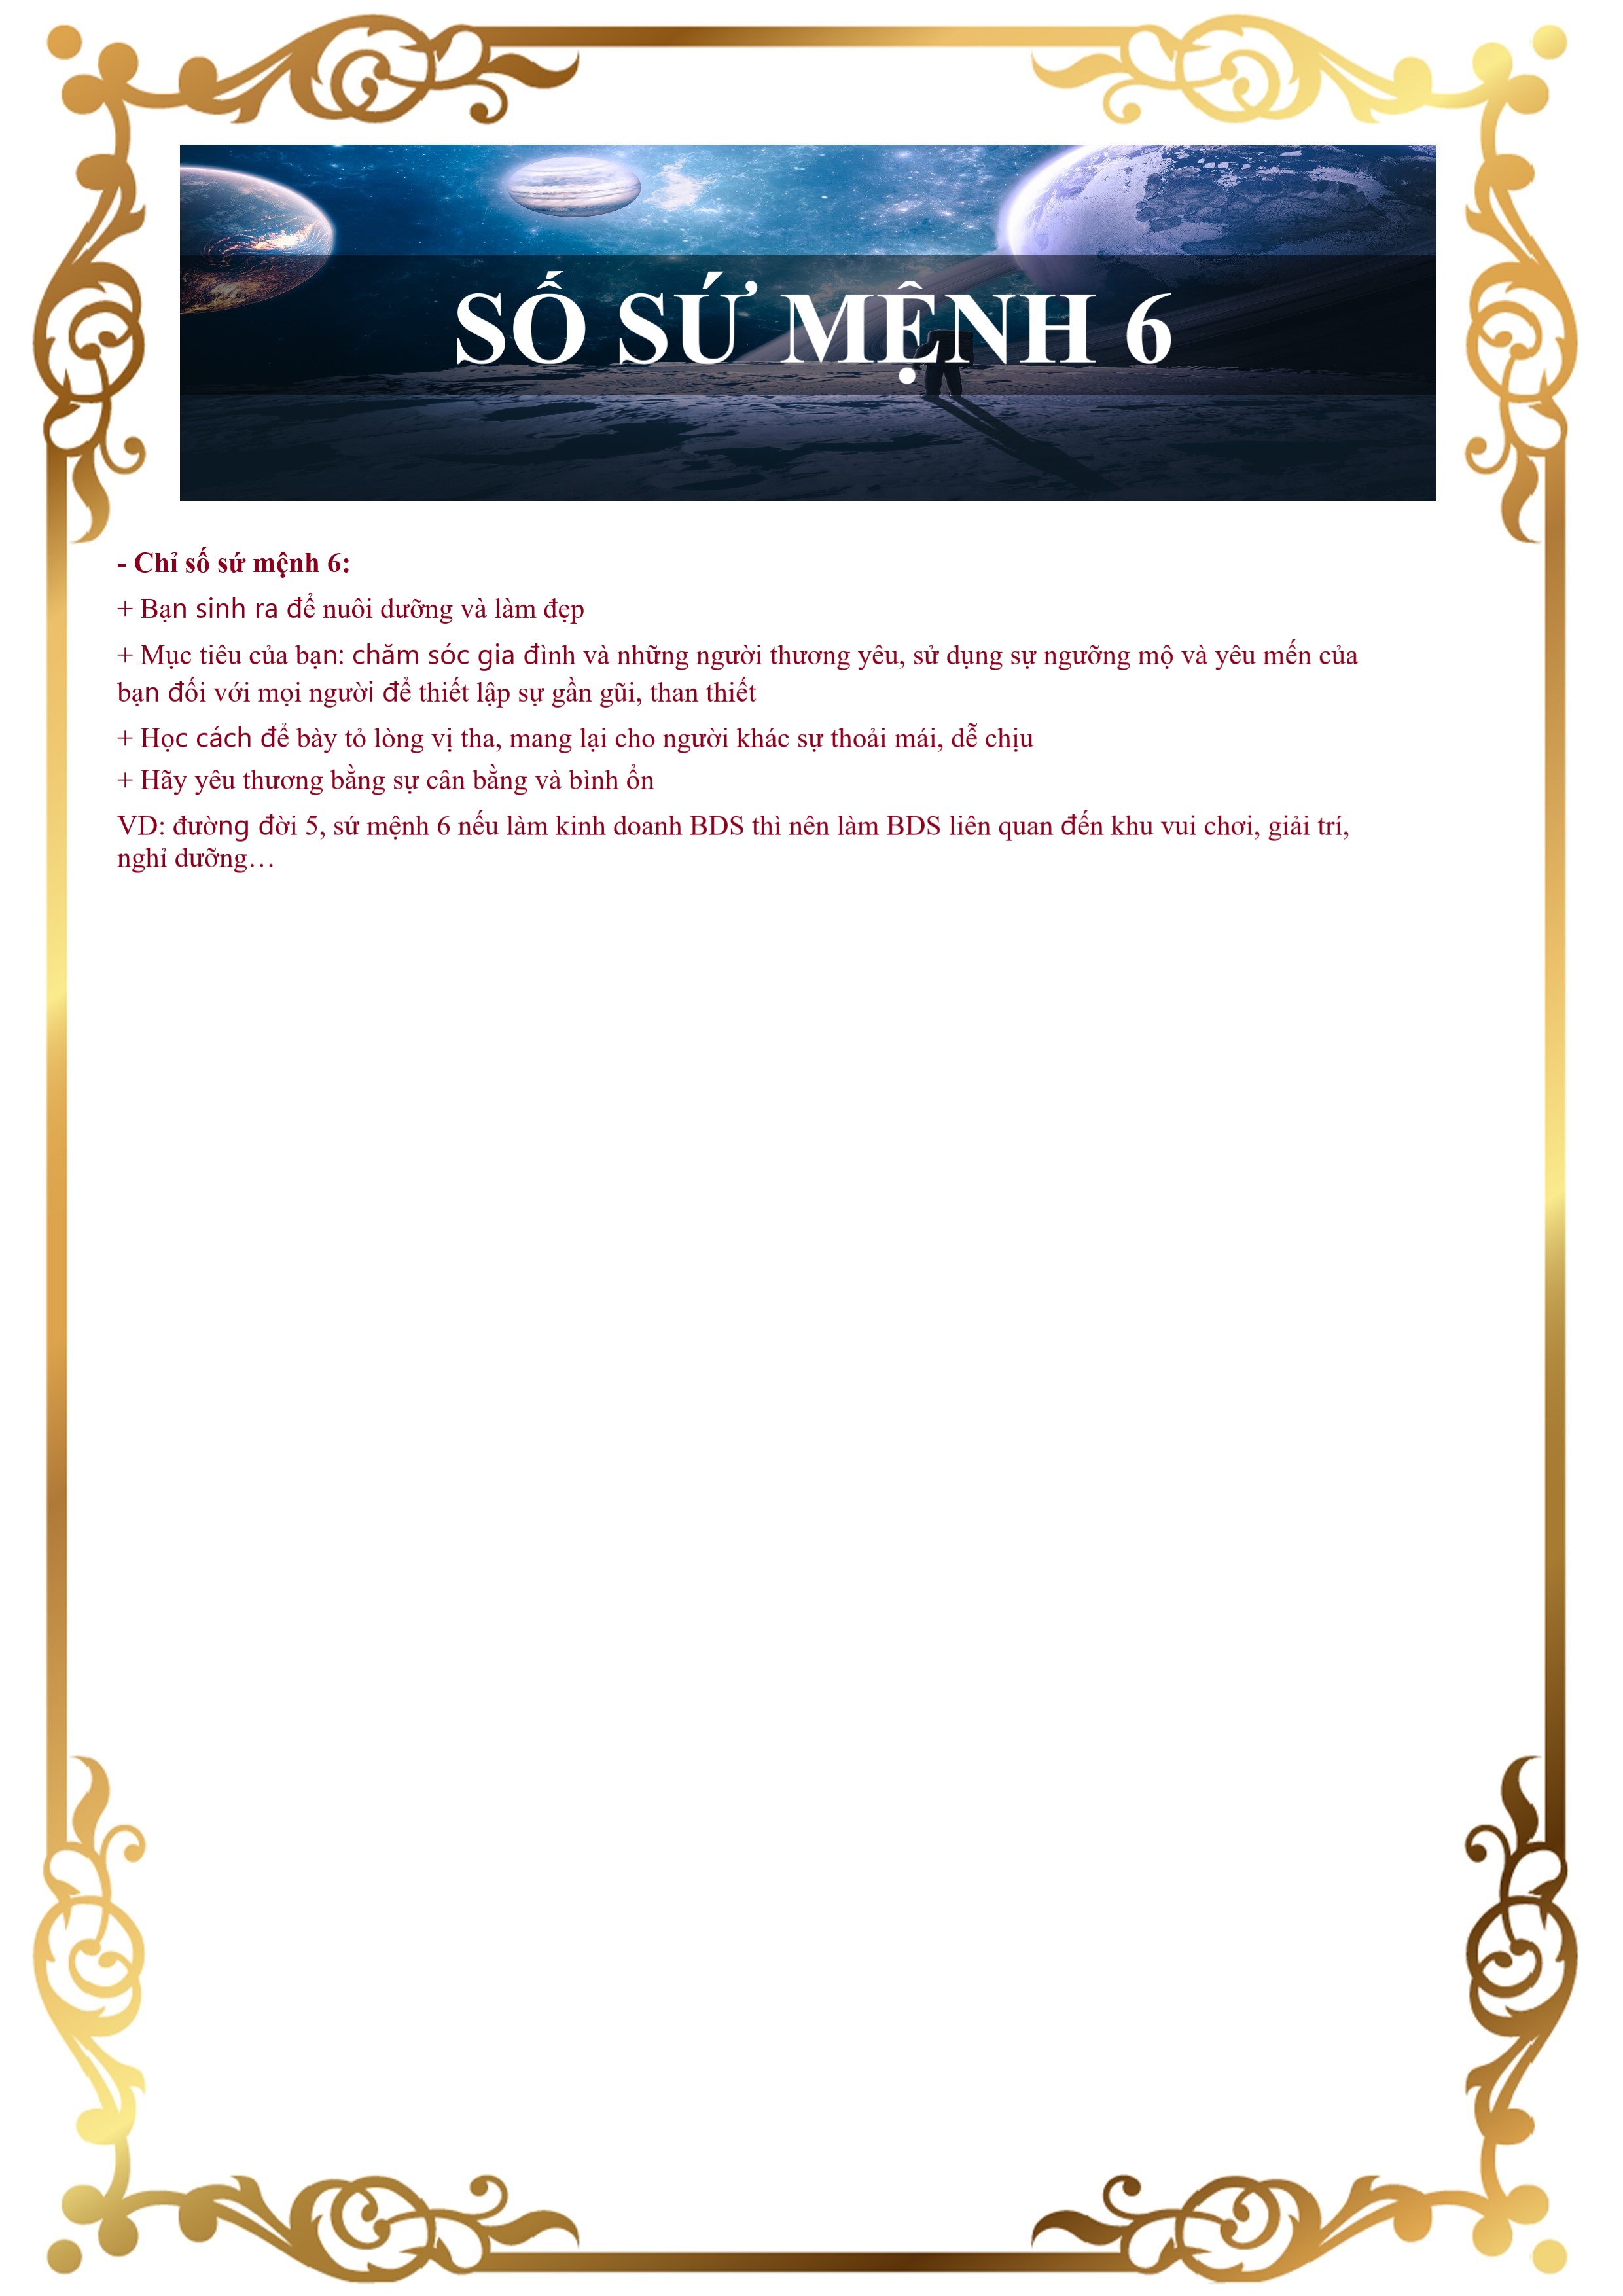 SỐ SỨ MỆNH 6
- Chỉ số sứ mệnh 6:
+ Bạn sinh ra để nuôi dưỡng và làm đẹp
+ Mục tiêu của bạn: chăm sóc gia đình và những người thương yêu, sử dụng sự ngưỡng mộ và yêu mến của
bạn đối với mọi người để thiết lập sự gần gũi, than thiết
+ Học cách để bày tỏ lòng vị tha, mang lại cho người khác sự thoải mái, dễ chịu
+ Hãy yêu thương bằng sự cân bằng và bình ổn
VD: đường đời 5, sứ mệnh 6 nếu làm kinh doanh BDS thì nên làm BDS liên quan đến khu vui chơi, giải trí,
nghỉ dưỡng…